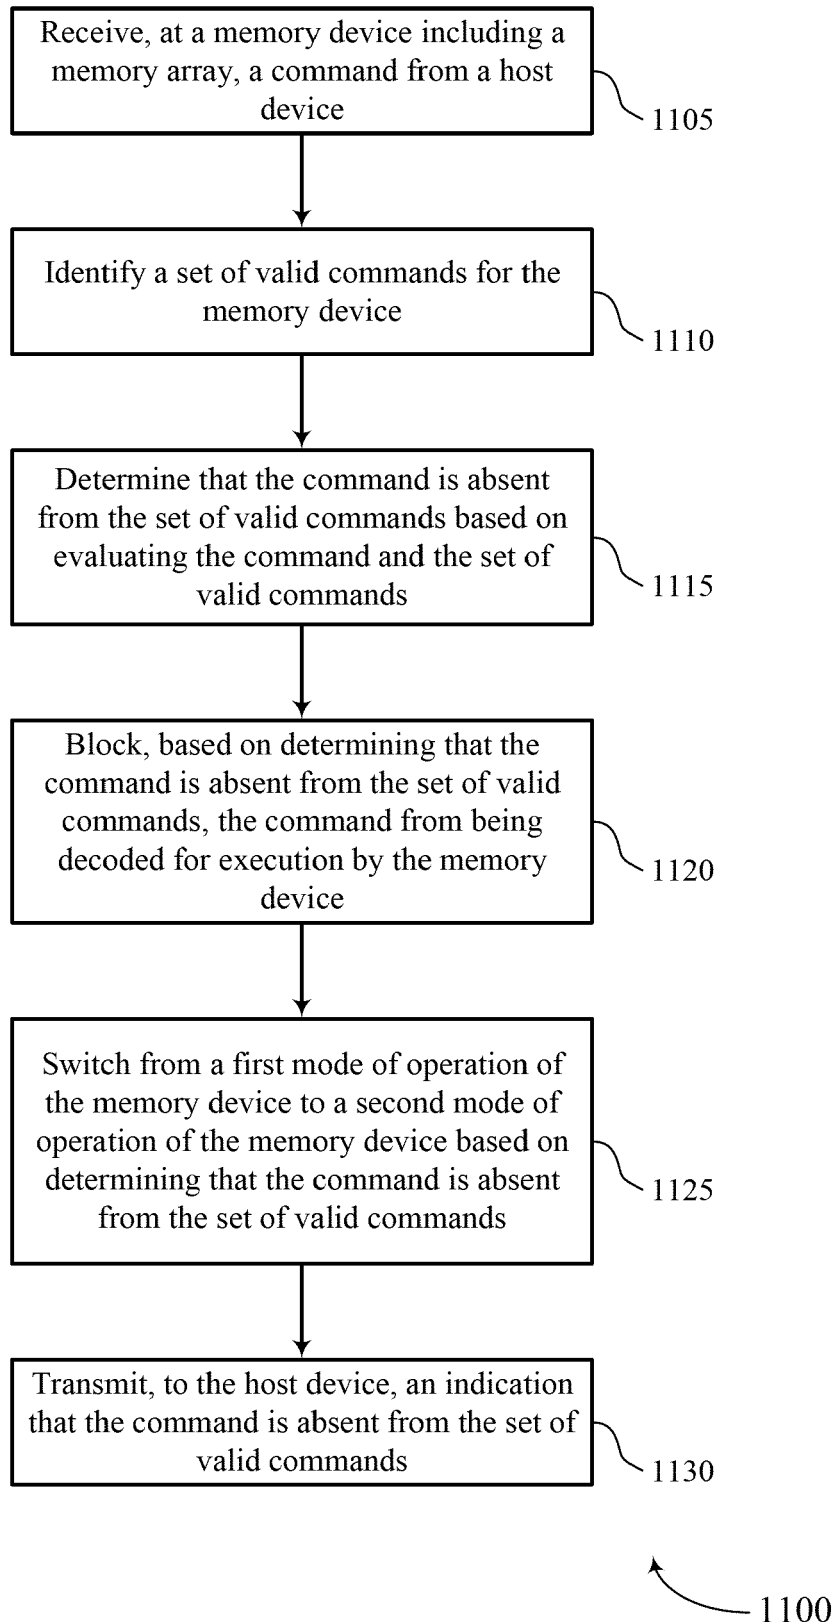 Receive, at a memory device including a
memory array, a command from a host
device
1105
Identify a set of valid commands for the
memory device
1110
Determine that the command is absent
from the set of valid commands based on
evaluating the command and the set of
valid commands
1115
Block, based on determining that the
command is absent from the set of valid
commands, the command from being
decoded for execution by the memory
device
1120
Switch from a first mode of operation of
the memory device to a second mode of
operation of the memory device based on
determining that the command is absent
from the set of valid commands
1125
Transmit, to the host device, an indication
that the command is absent from the set of
valid commands
1130
1100